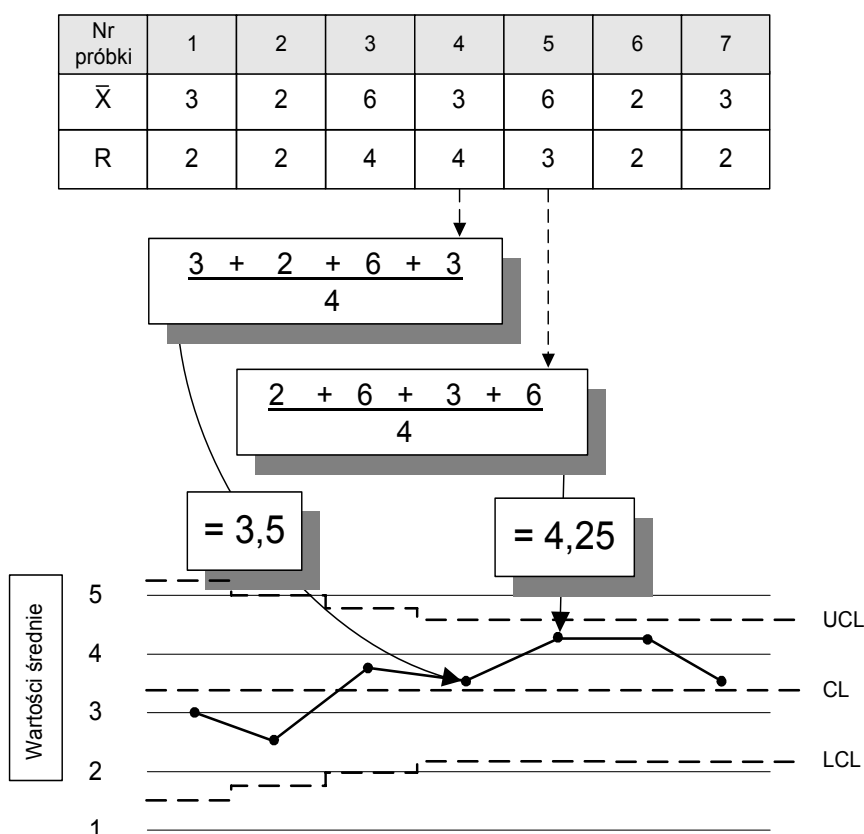 Nr próbki 1 2 3 4 5 6 7
X̄ 3 2 6 3 6 2 3
R 2 2 4 4 3 2 2
3 + 2 + 6 + 3
4
2 + 6 + 3 + 6
4
= 3,5
= 4,25
Wartości średnie
5
UCL
4
CL
3
LCL
2
1